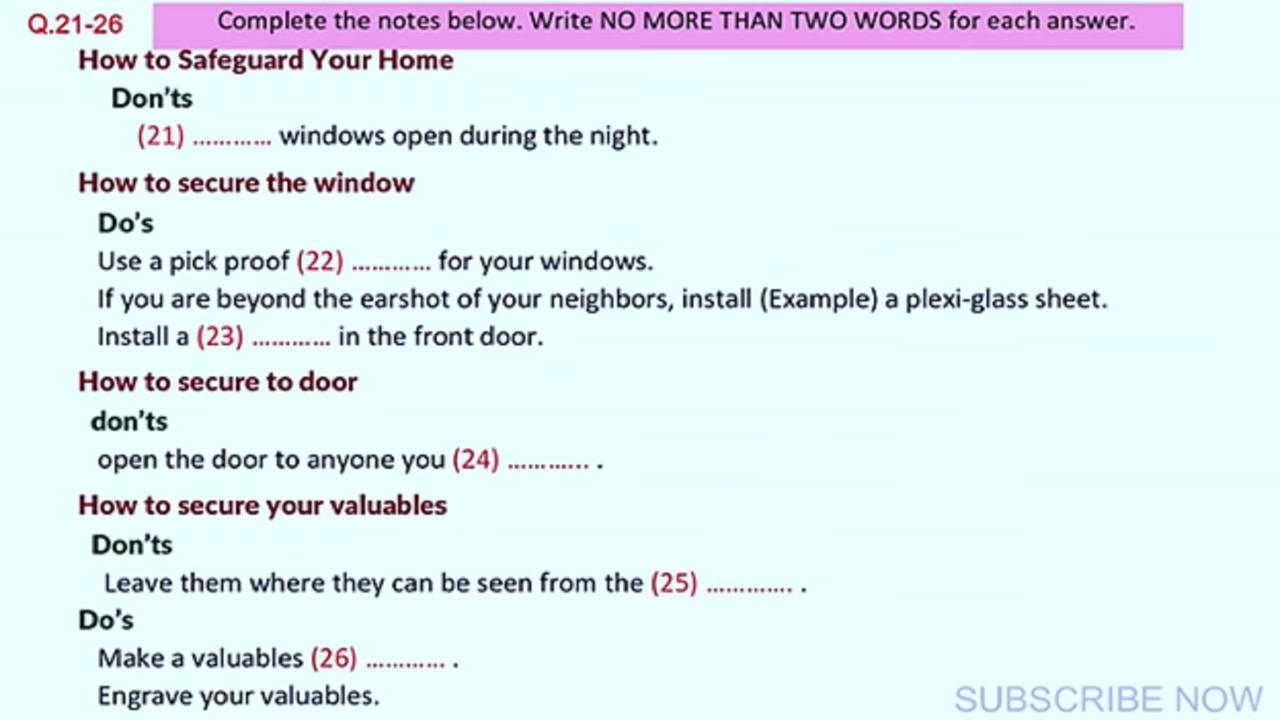 Q.21-26 Complete the notes below. Write NO MORE THAN TWO WORDS for each answer.
How to Safeguard Your Home
Don'ts
(21) ............ windows open during the night.
How to secure the window
Do's
Use a pick proof (22) ............ for your windows.
If you are beyond the earshot of your neighbors, install (Example) a plexi-glass sheet.
Install a (23) ............ in the front door.
How to secure to door
don'ts
open the door to anyone you (24) ............ .
How to secure your valuables
Don'ts
Leave them where they can be seen from the (25) ............. .
Do's
Make a valuables (26) ............ .
Engrave your valuables.
SUBSCRIBE NOW